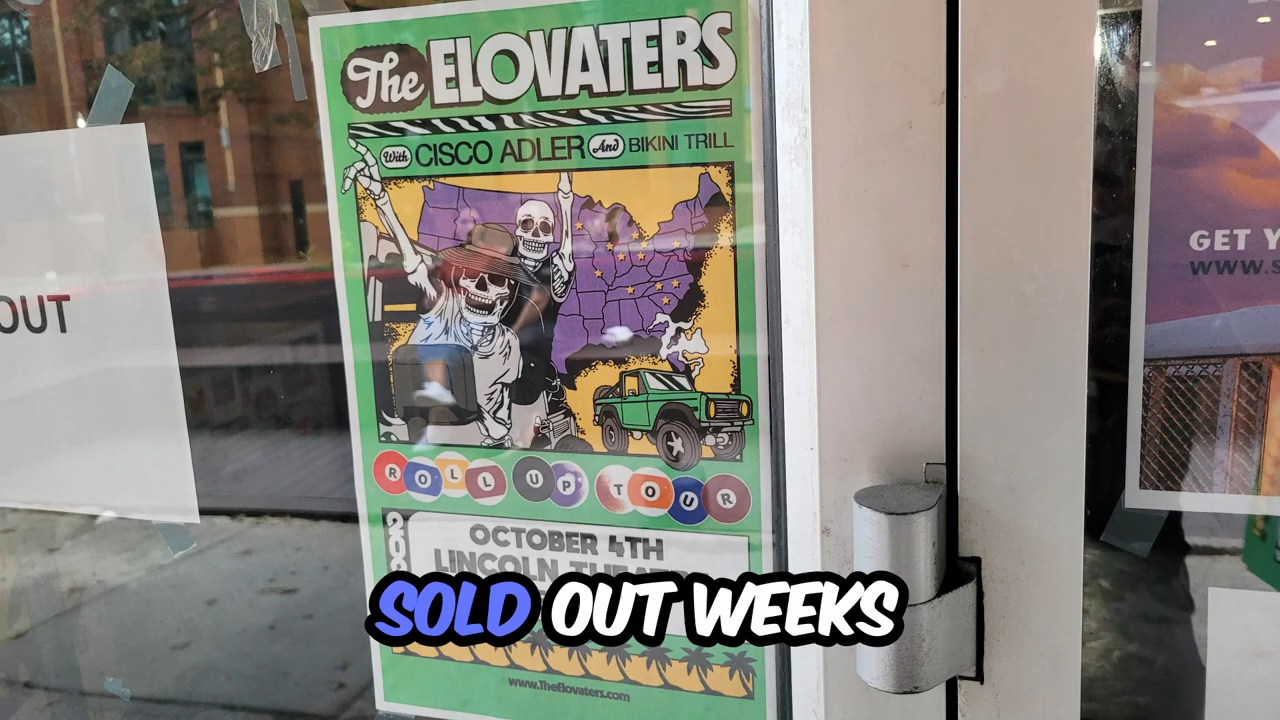 The ELOVATERS
With CISCO ADLER And BIKINI TRILL
OUT
GET Y
WWW.S
ROLL UP TOUR
OCTOBER 4TH
LINCOLN
SOLD OUT WEEKS
www.TheElovaters.com